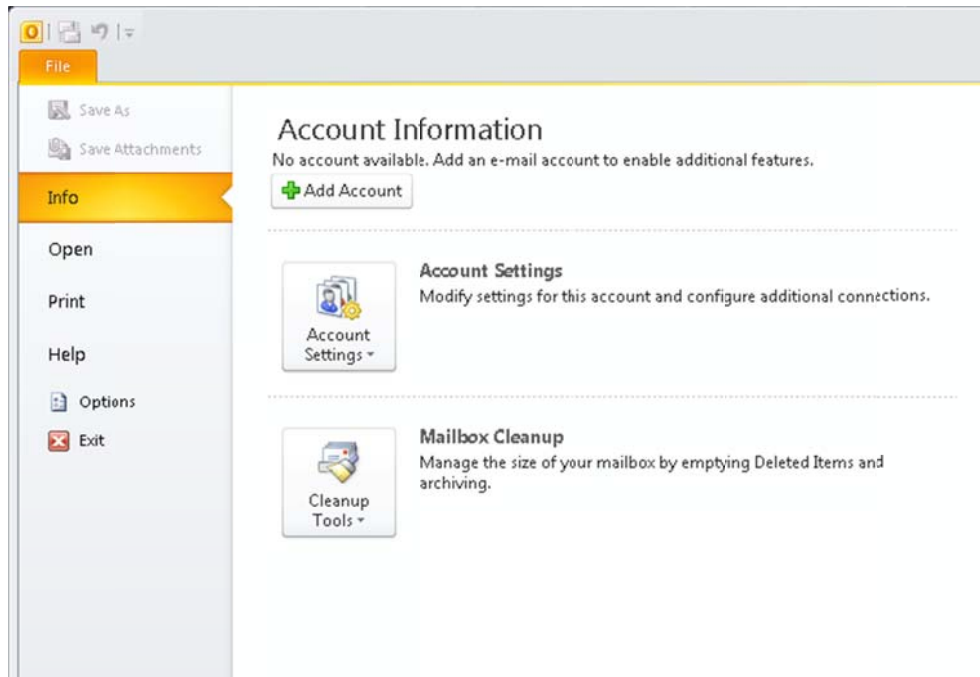 File
Save As
Save Attachments
Info
Open
Print
Help
Options
Exit
Account Information
No account available. Add an e-mail account to enable additional features.
Add Account
Account
Settings
Account Settings
Modify settings for this account and configure additional connections.
Cleanup
Tools
Mailbox Cleanup
Manage the size of your mailbox by emptying Deleted Items and
archiving.